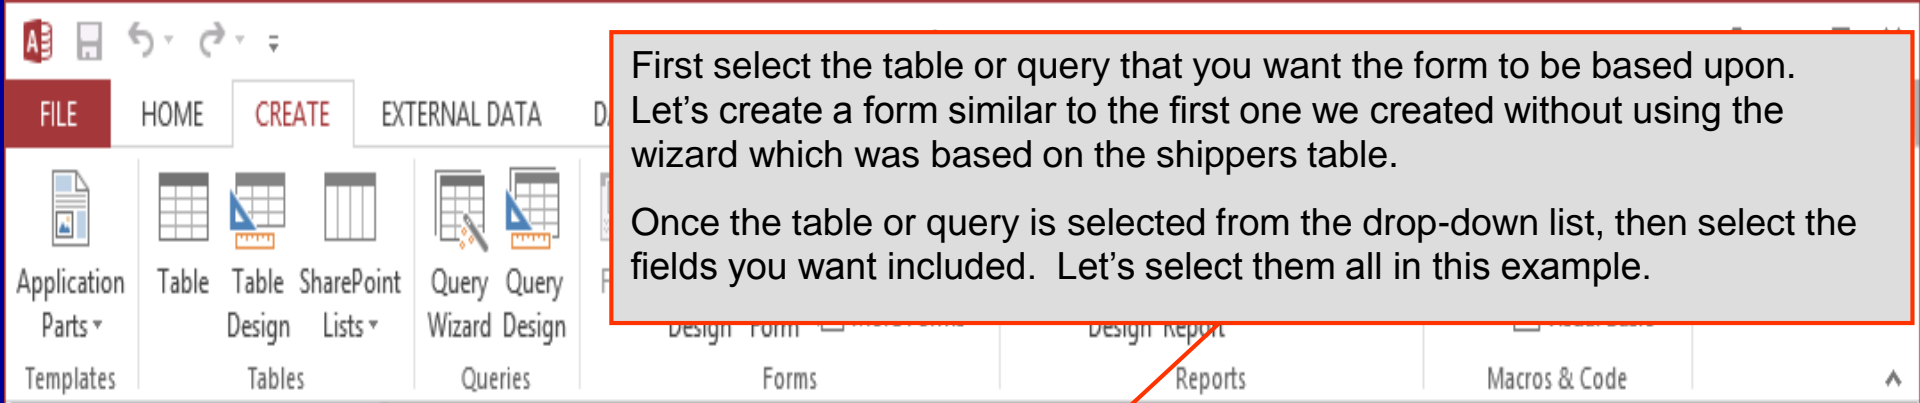 First select the table or query that you want the form to be based upon.
Let's create a form similar to the first one we created without using the
wizard which was based on the shippers table.
Once the table or query is selected from the drop-down list, then select the
fields you want included.  Let's select them all in this example.
FILE HOME CREATE EXTERNAL DATA
Application Table Table SharePoint Query Query
Parts Design Lists Wizard Design Design Form Design Report
Templates Tables Queries Forms Reports Macros & Code